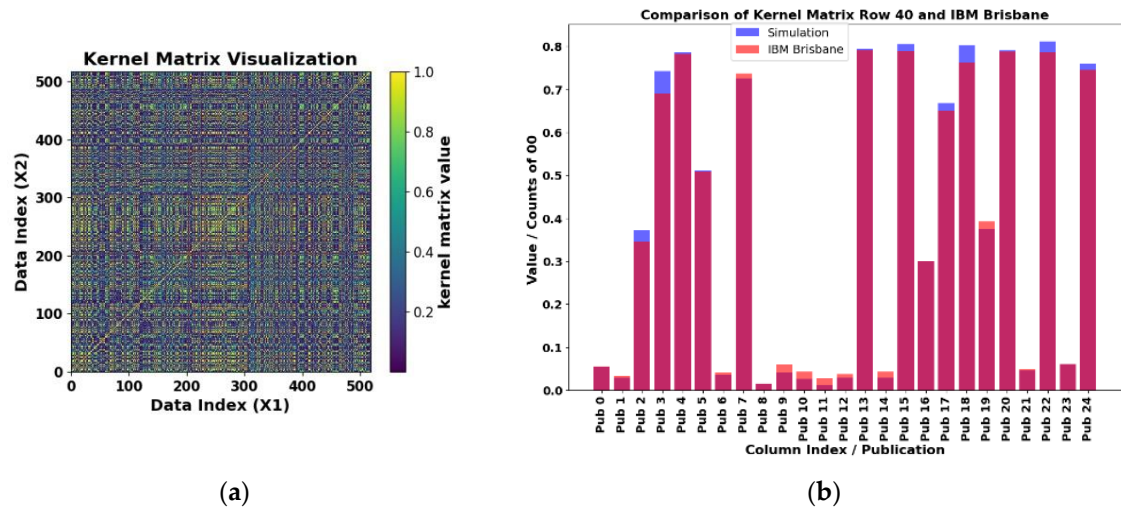 Kernel Matrix Visualization
500
400
300
200
100
0
0 100 200 300 400 500
Data Index (X2)
Data Index (X1)
1.0
0.8
0.6
0.4
0.2
kernel matrix value
(a)
Comparison of Kernel Matrix Row 40 and IBM Brisbane
Simulation
IBM Brisbane
0.8
0.7
0.6
0.5
0.4
0.3
0.2
0.1
0.0
Value / Counts of 00
Pub 0
Pub 1
Pub 2
Pub 3
Pub 4
Pub 5
Pub 6
Pub 7
Pub 8
Pub 9
Pub 10
Pub 11
Pub 12
Pub 13
Pub 14
Pub 15
Pub 16
Pub 17
Pub 18
Pub 19
Pub 20
Pub 21
Pub 22
Pub 23
Pub 24
Column Index / Publication
(b)